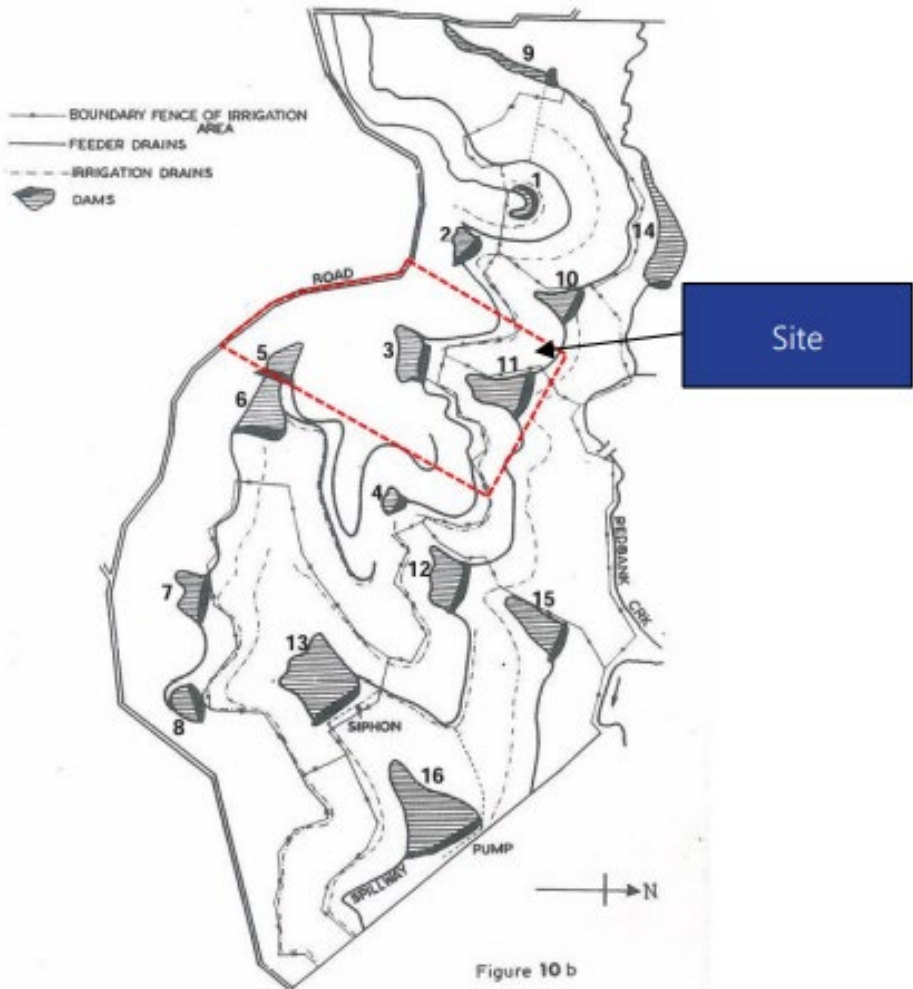 9
BOUNDARY FENCE OF IRRIGATION
AREA
FEEDER DRAINS
IRRIGATION DRAINS
DAMS
1
2
14
ROAD
10
Site
3
5
11
6
4
REDBANK
CRK
12
7
15
13
8
SIPHON
16
PUMP
SPILLWAY
N
Figure 10 b